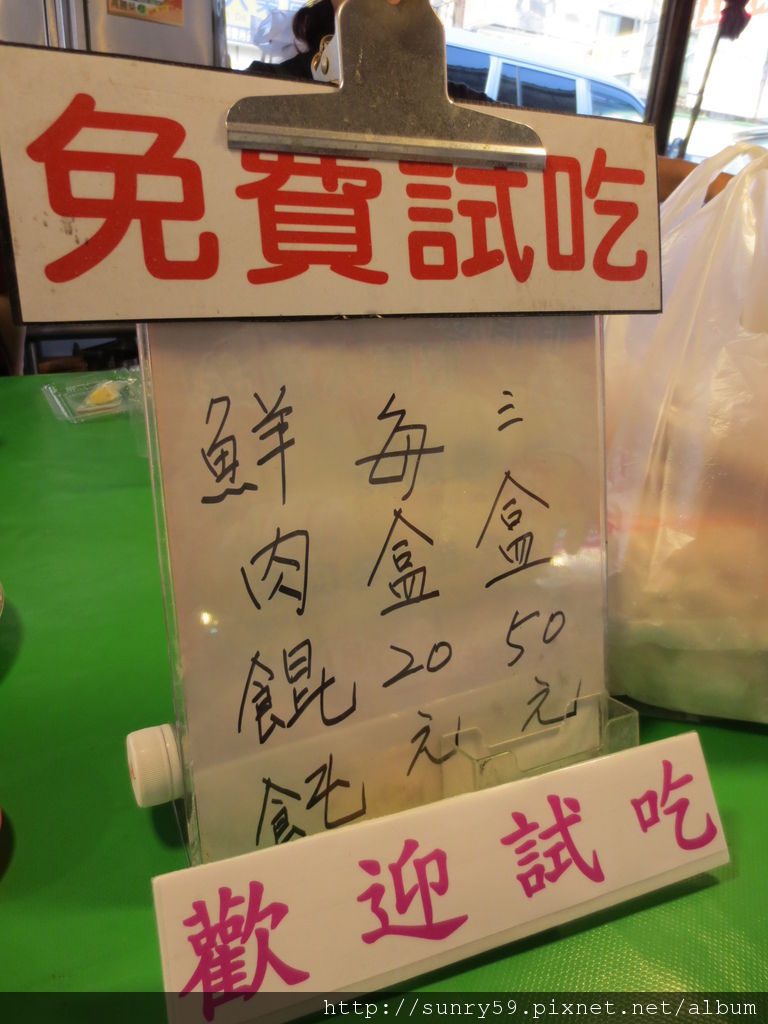 免費試吃
鮮肉餛飩
每盒20元
三盒50元
歡迎試吃
http://sunry59.pixnet.net/album